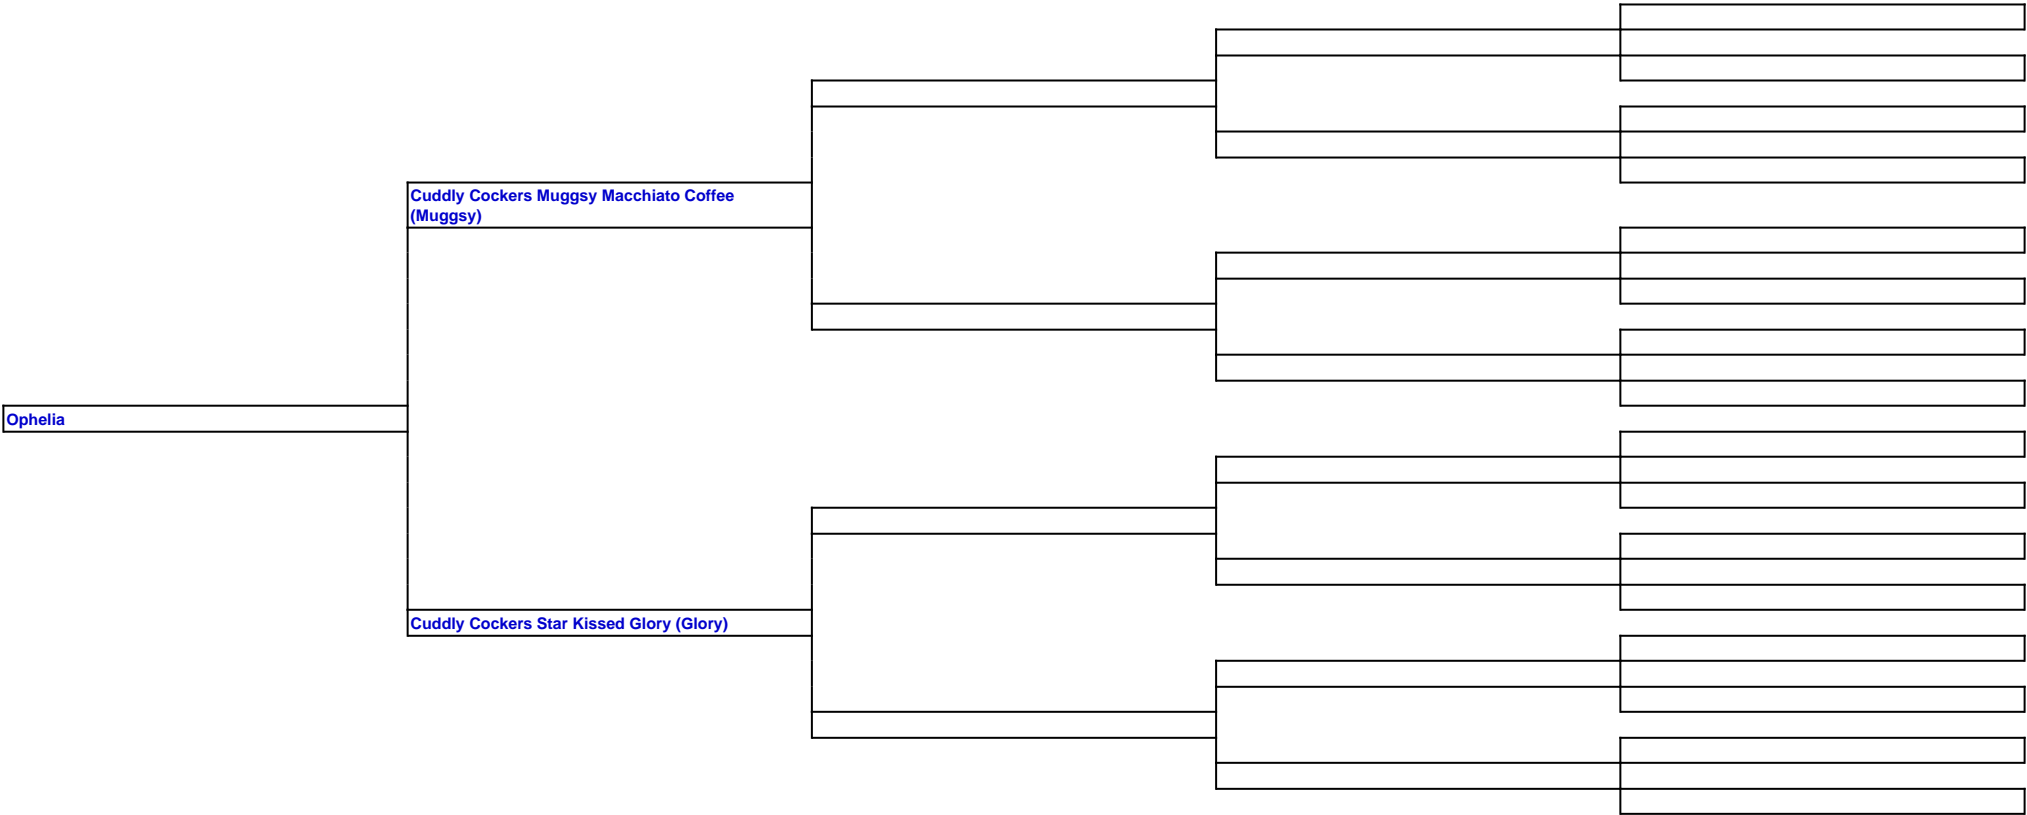 Cuddly Cockers Muggsy Macchiato Coffee
(Muggsy)
Ophelia
Cuddly Cockers Star Kissed Glory (Glory)